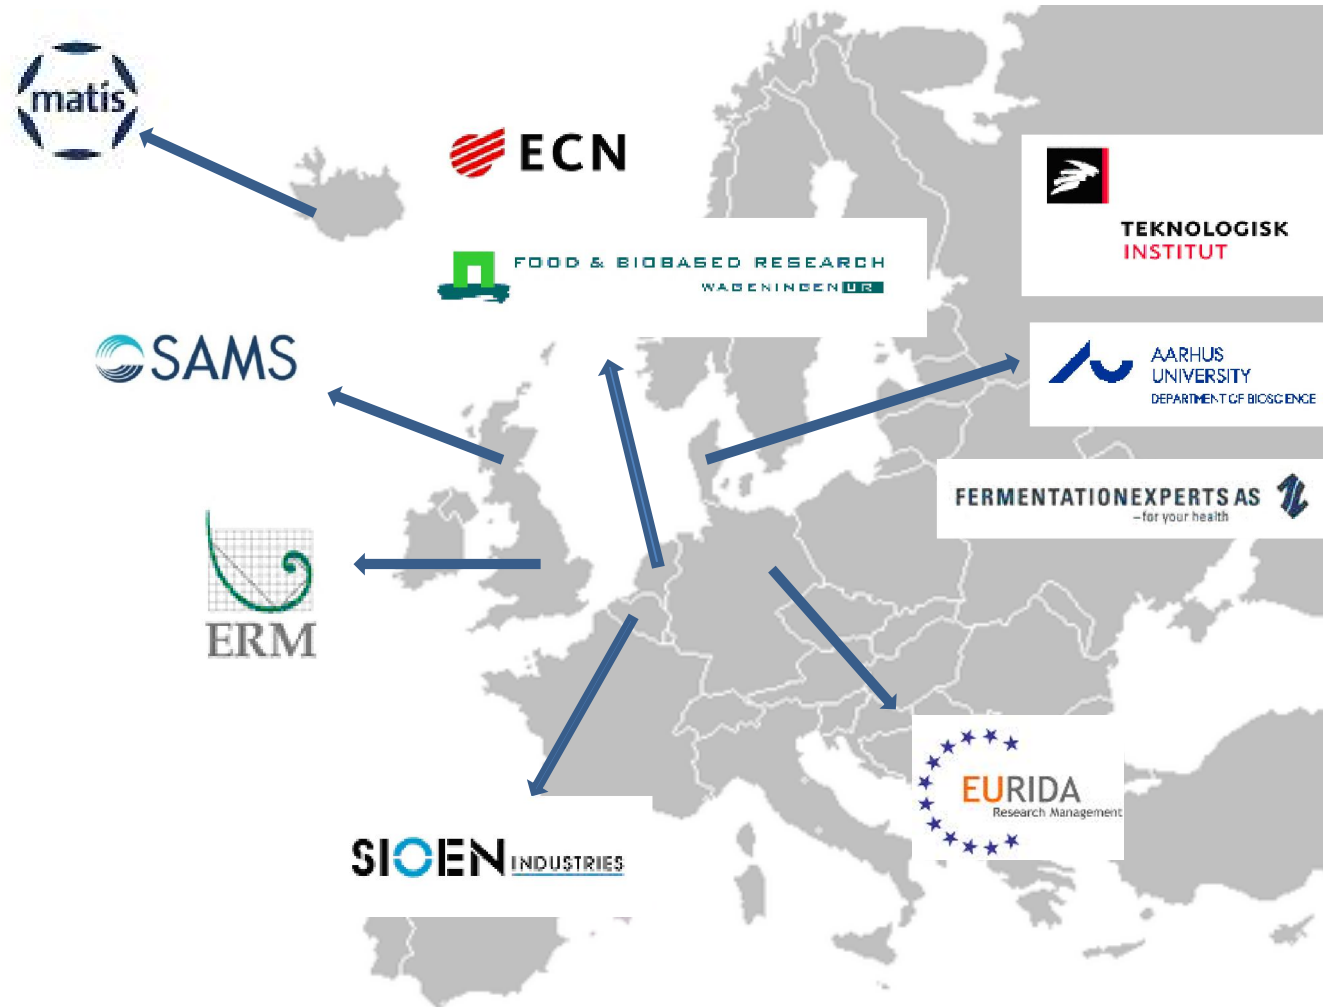 matís
ECN
TEKNOLOGISK
INSTITUT
FOOD & BIOBASED RESEARCH
WAGENINGEN UR
SAMS
AARHUS
UNIVERSITY
DEPARTMENT OF BIOSCIENCE
FERMENTATIONEXPERTS AS
–for your health
ERM
EURIDA
Research Management
SIOEN INDUSTRIES